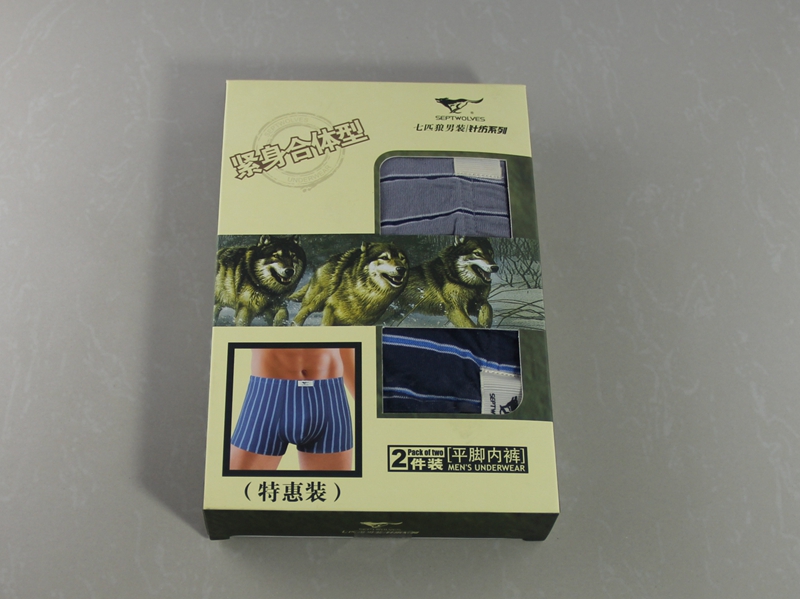 SEPTWOLVES
七匹狼男装/针纺系列
紧身合体型
2件装
Pack of two
[平脚内裤]
MEN'S UNDERWEAR
(特惠装)
SEPTWOLVES